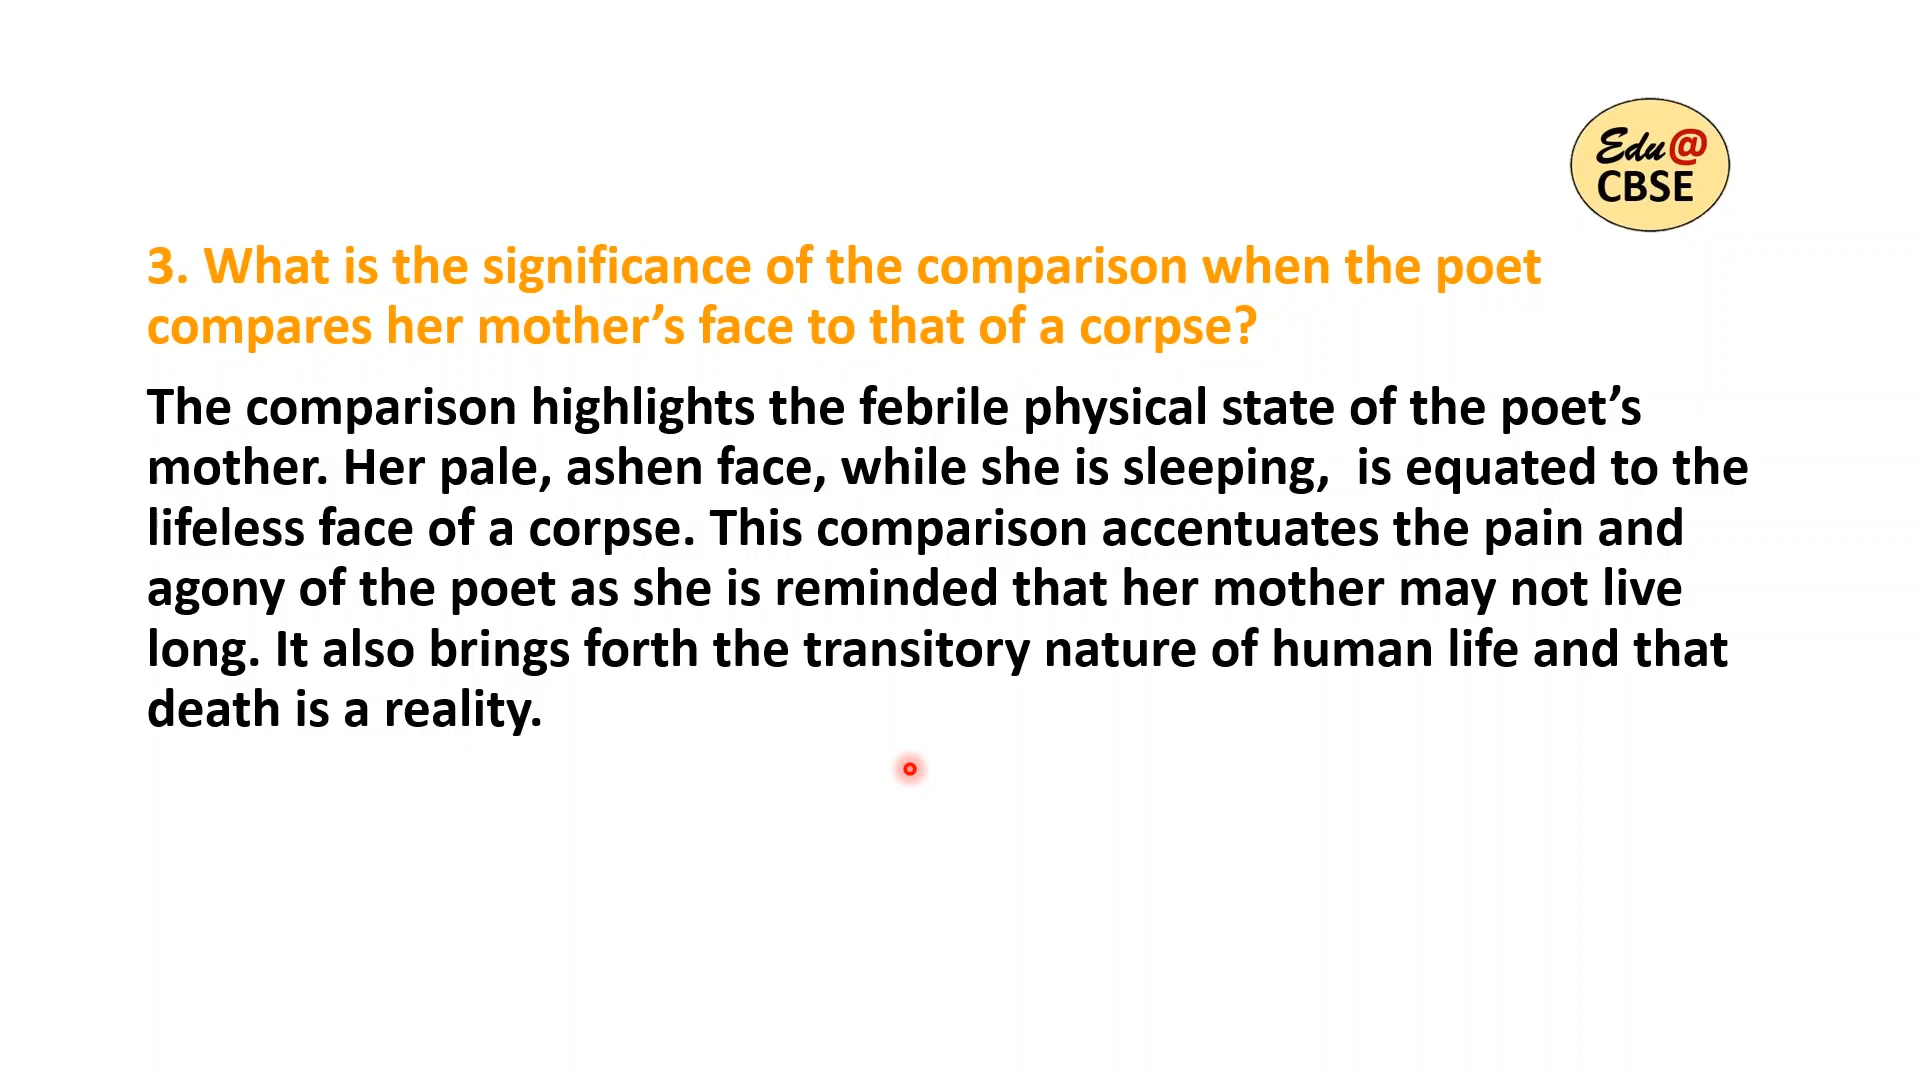 Edu@
CBSE
3. What is the significance of the comparison when the poet
compares her mother’s face to that of a corpse?
The comparison highlights the febrile physical state of the poet’s
mother. Her pale, ashen face, while she is sleeping,  is equated to the
lifeless face of a corpse. This comparison accentuates the pain and
agony of the poet as she is reminded that her mother may not live
long. It also brings forth the transitory nature of human life and that
death is a reality.